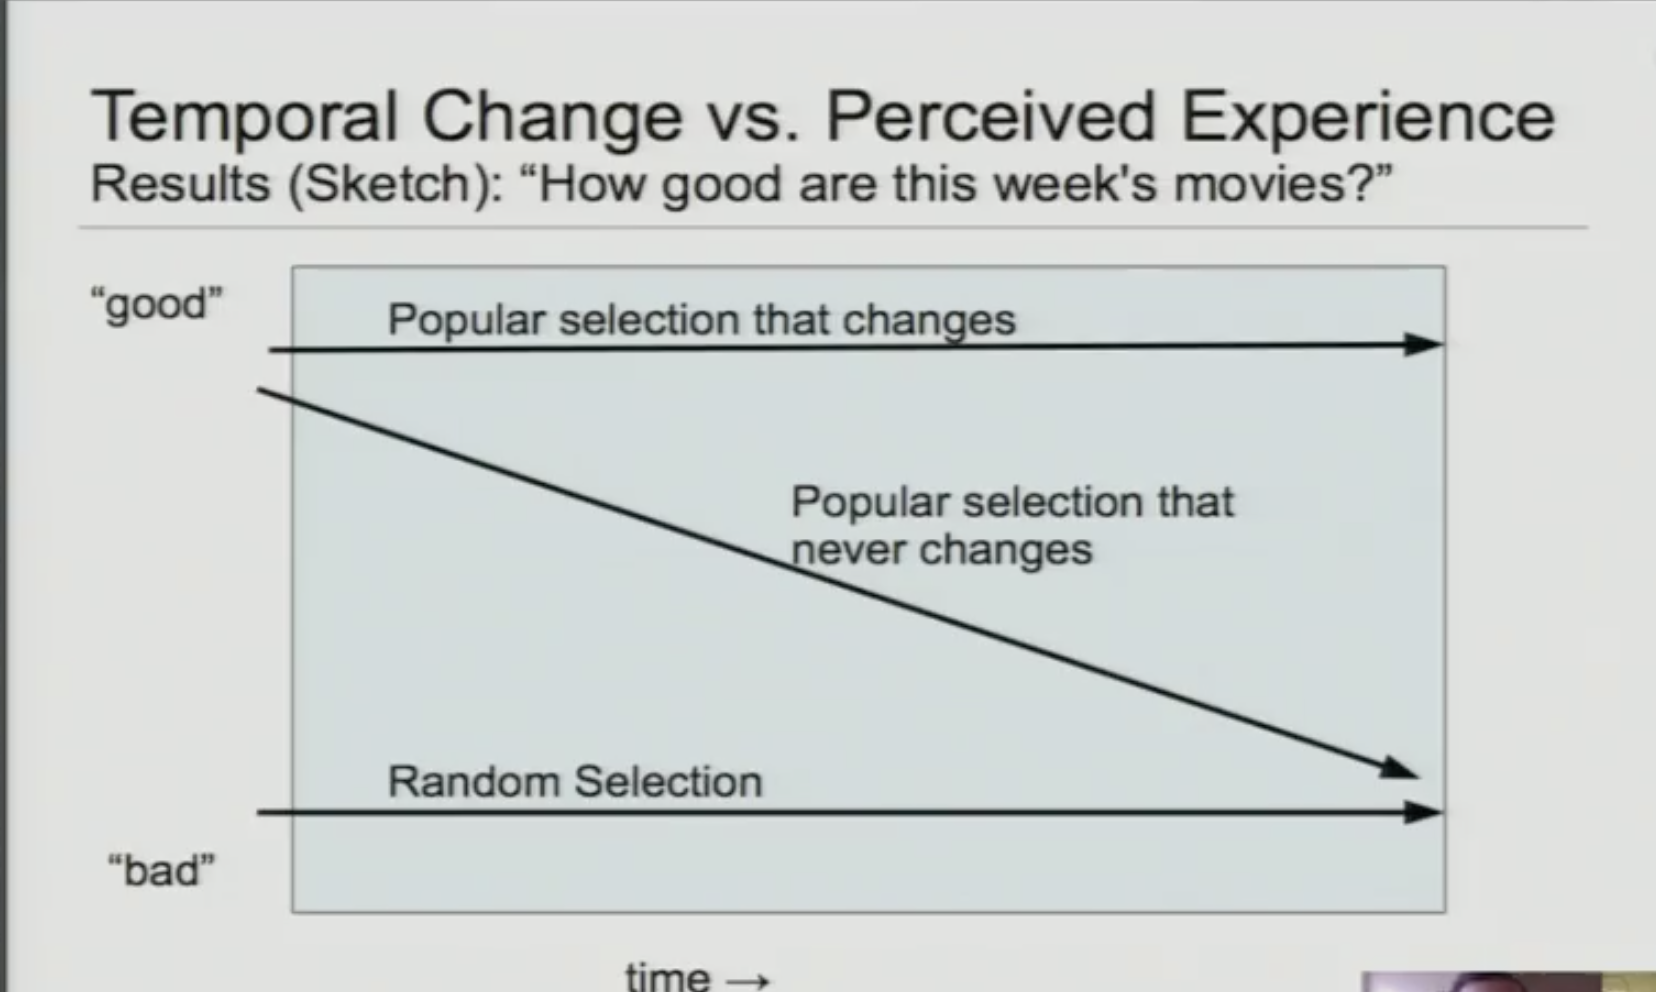 Temporal Change vs. Perceived Experience
Results (Sketch): “How good are this week's movies?”
“good”
Popular selection that changes
Popular selection that
never changes
Random Selection
“bad”
time →